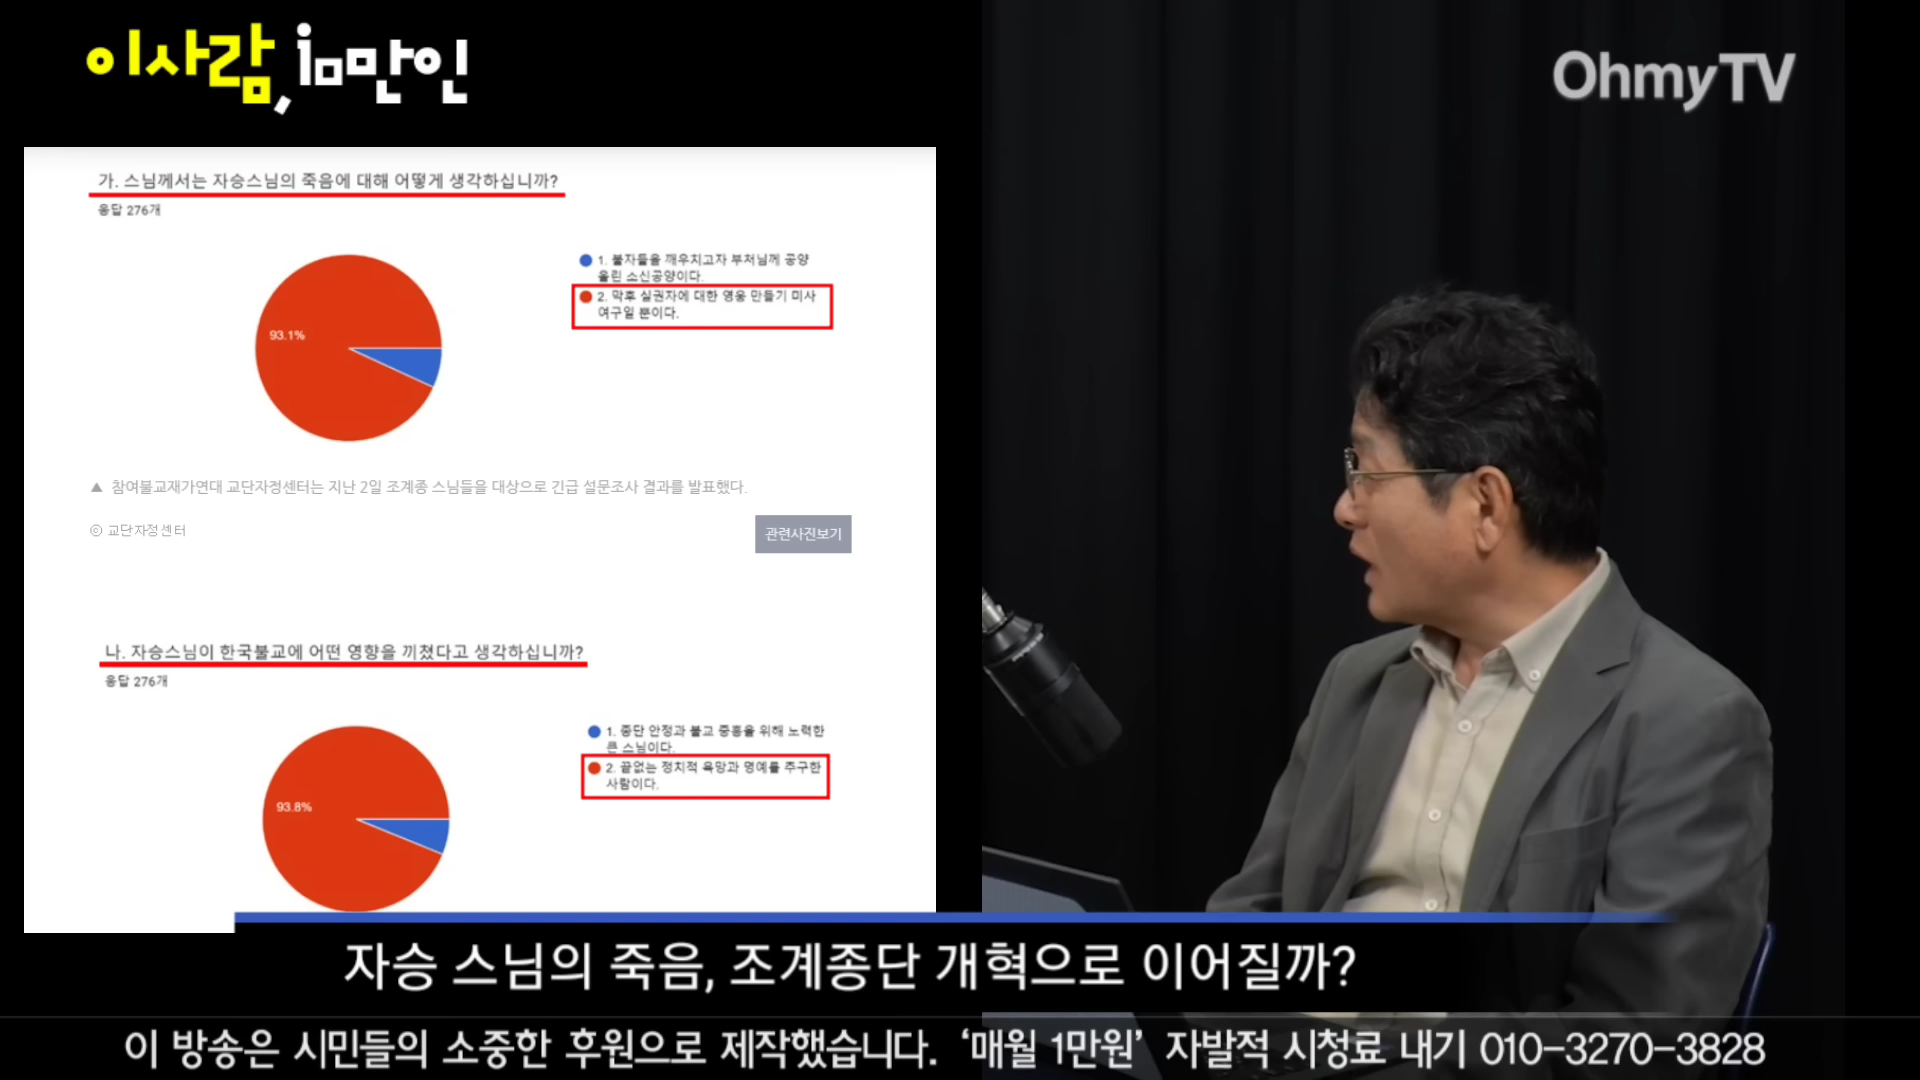 이사람, 10만인
OhmyTV
가. 스님께서는 자승스님의 죽음에 대해 어떻게 생각하십니까?
응답 276개
1. 불자들을 깨우치고자 부처님께 공양
올린 소신공양이다.
2. 막후 실권자에 대한 영웅 만들기 미사
여구일 뿐이다.
93.1%
▲ 참여불교재가연대 교단자정센터는 지난 2일 조계종 스님들을 대상으로 긴급 설문조사 결과를 발표했다.
ⓒ 교단자정센터
관련사진보기
나. 자승스님이 한국불교에 어떤 영향을 끼쳤다고 생각하십니까?
응답 276개
1. 종단 안정과 불교 중흥을 위해 노력한
큰 스님이다.
2. 끝없는 정치적 욕망과 명예를 추구한
사람이다.
93.8%
자승 스님의 죽음, 조계종단 개혁으로 이어질까?
이 방송은 시민들의 소중한 후원으로 제작했습니다. ‘매월 1만원’ 자발적 시청료 내기 010-3270-3828